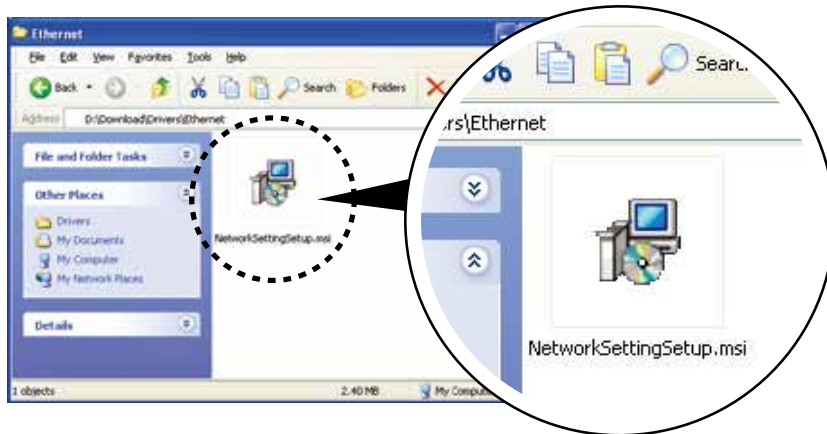 Ethernet
File Edit View Favorites Tools Help
Back Search Folders
Address D:\Download\Drivers\Ethernet
File and Folder Tasks
Other Places
Drivers
My Documents
My Computer
My Network Places
Details
NetworkSettingSetup.msi
1 objects 2.40 MB My Compute
Searc
rs\Ethernet
NetworkSettingSetup.msi